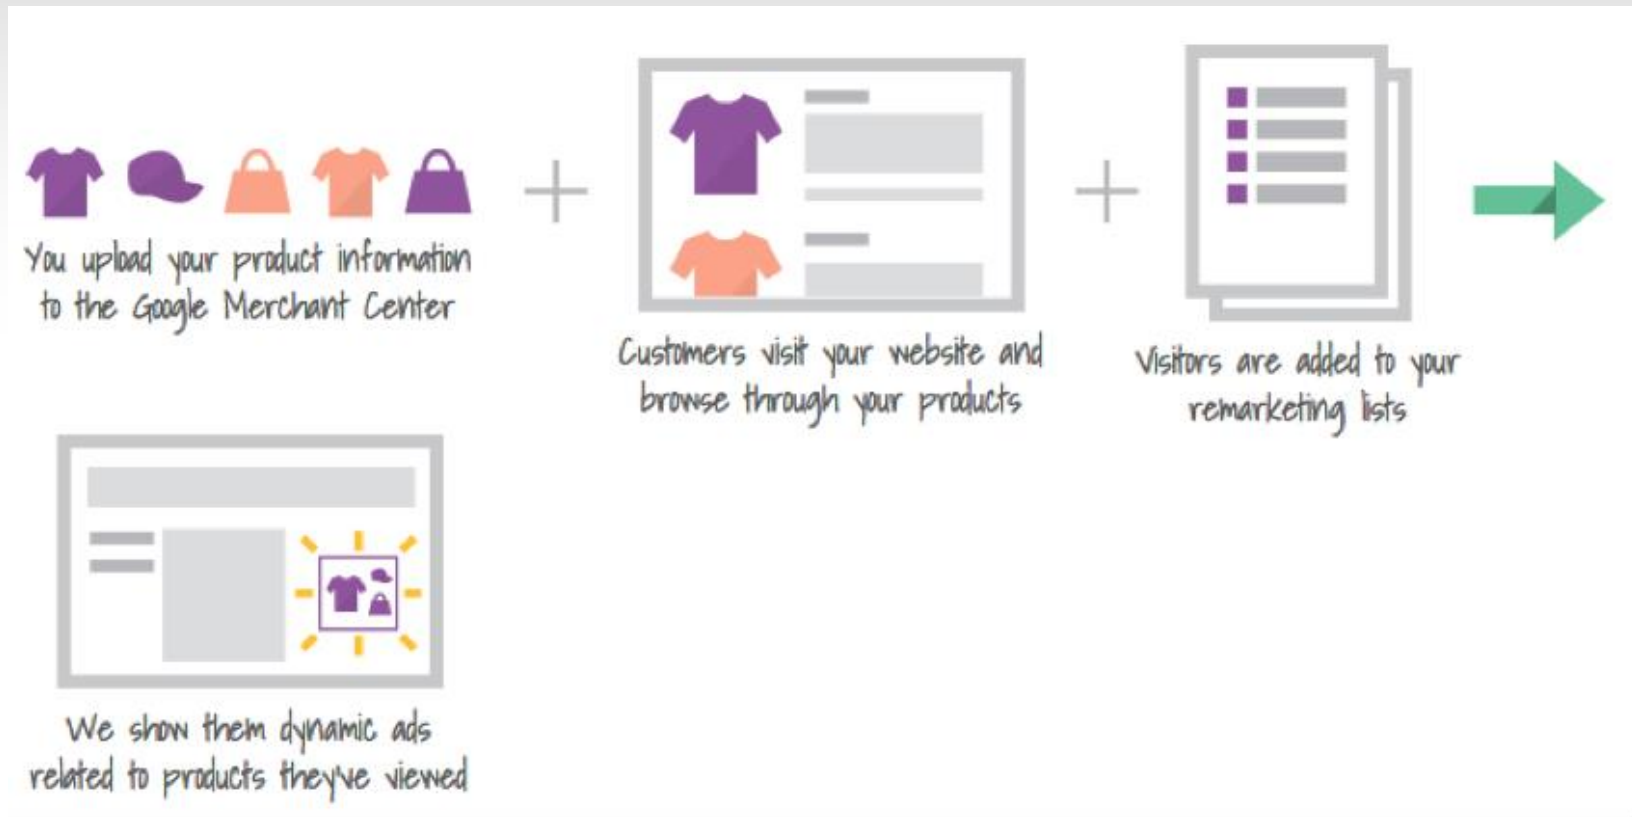 You upload your product information
to the Google Merchant Center
Customers visit your website and
browse through your products
Visitors are added to your
remarketing lists
We show them dynamic ads
related to products they've viewed